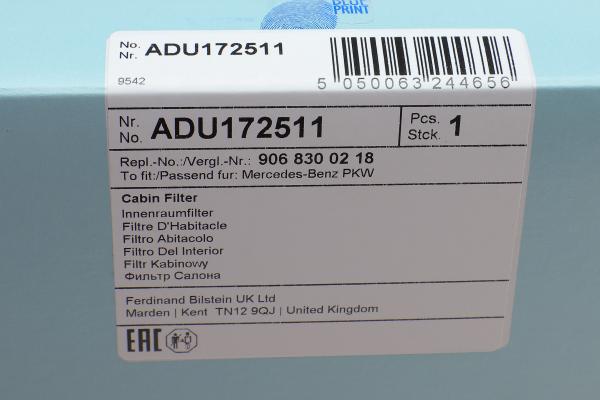 BLUE
PRINT
No.
Nr. ADU172511
9542
5 050063 244656
Nr.
No. ADU172511
Pcs.
Stck. 1
Repl.-No.:/Vergl.-Nr.: 906 830 02 18
To fit:/Passend fur: Mercedes-Benz PKW
Cabin Filter
Innenraumfilter
Filtre D'Habitacle
Filtro Abitacolo
Filtro Del Interior
Filtr Kabinowy
Фильтр Салона
Ferdinand Bilstein UK Ltd
Marden | Kent TN12 9QJ | United Kingdom
EAC